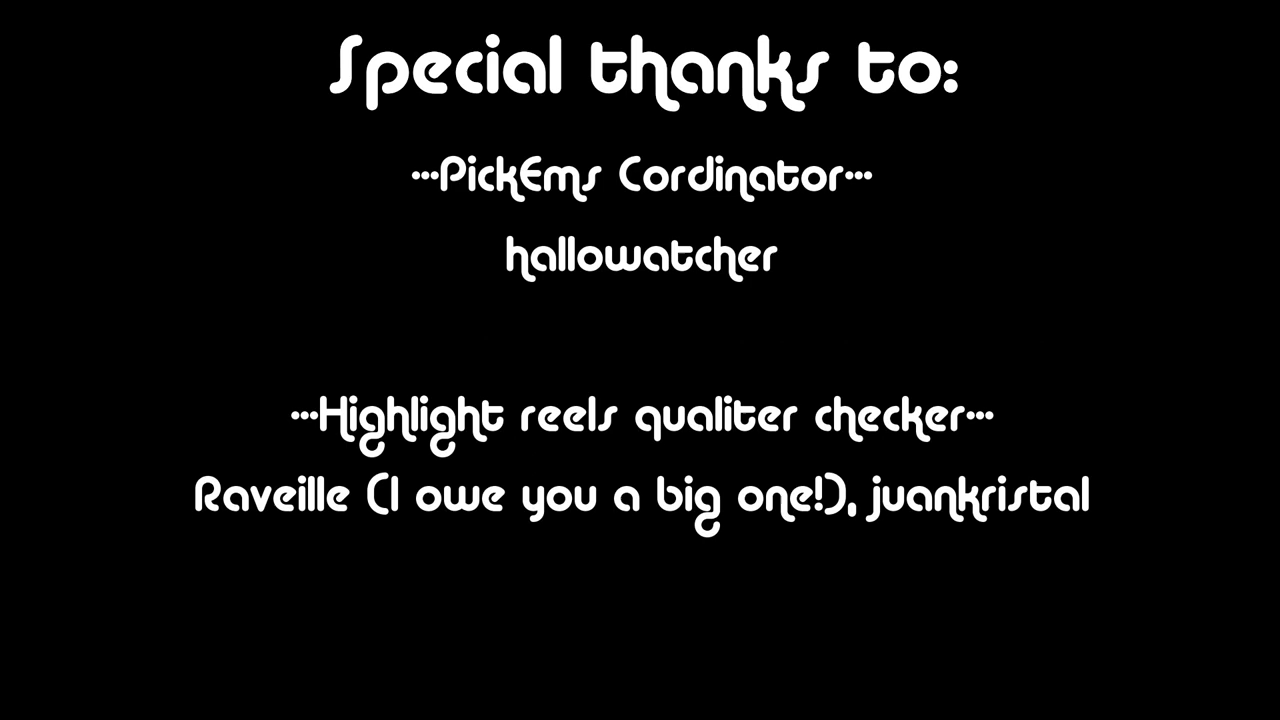 Special thanks to:
---PickEms Cordinator---
hallowatcher
---Highlight reels qualiter checker---
Raveille (I owe you a big one!), juankristal